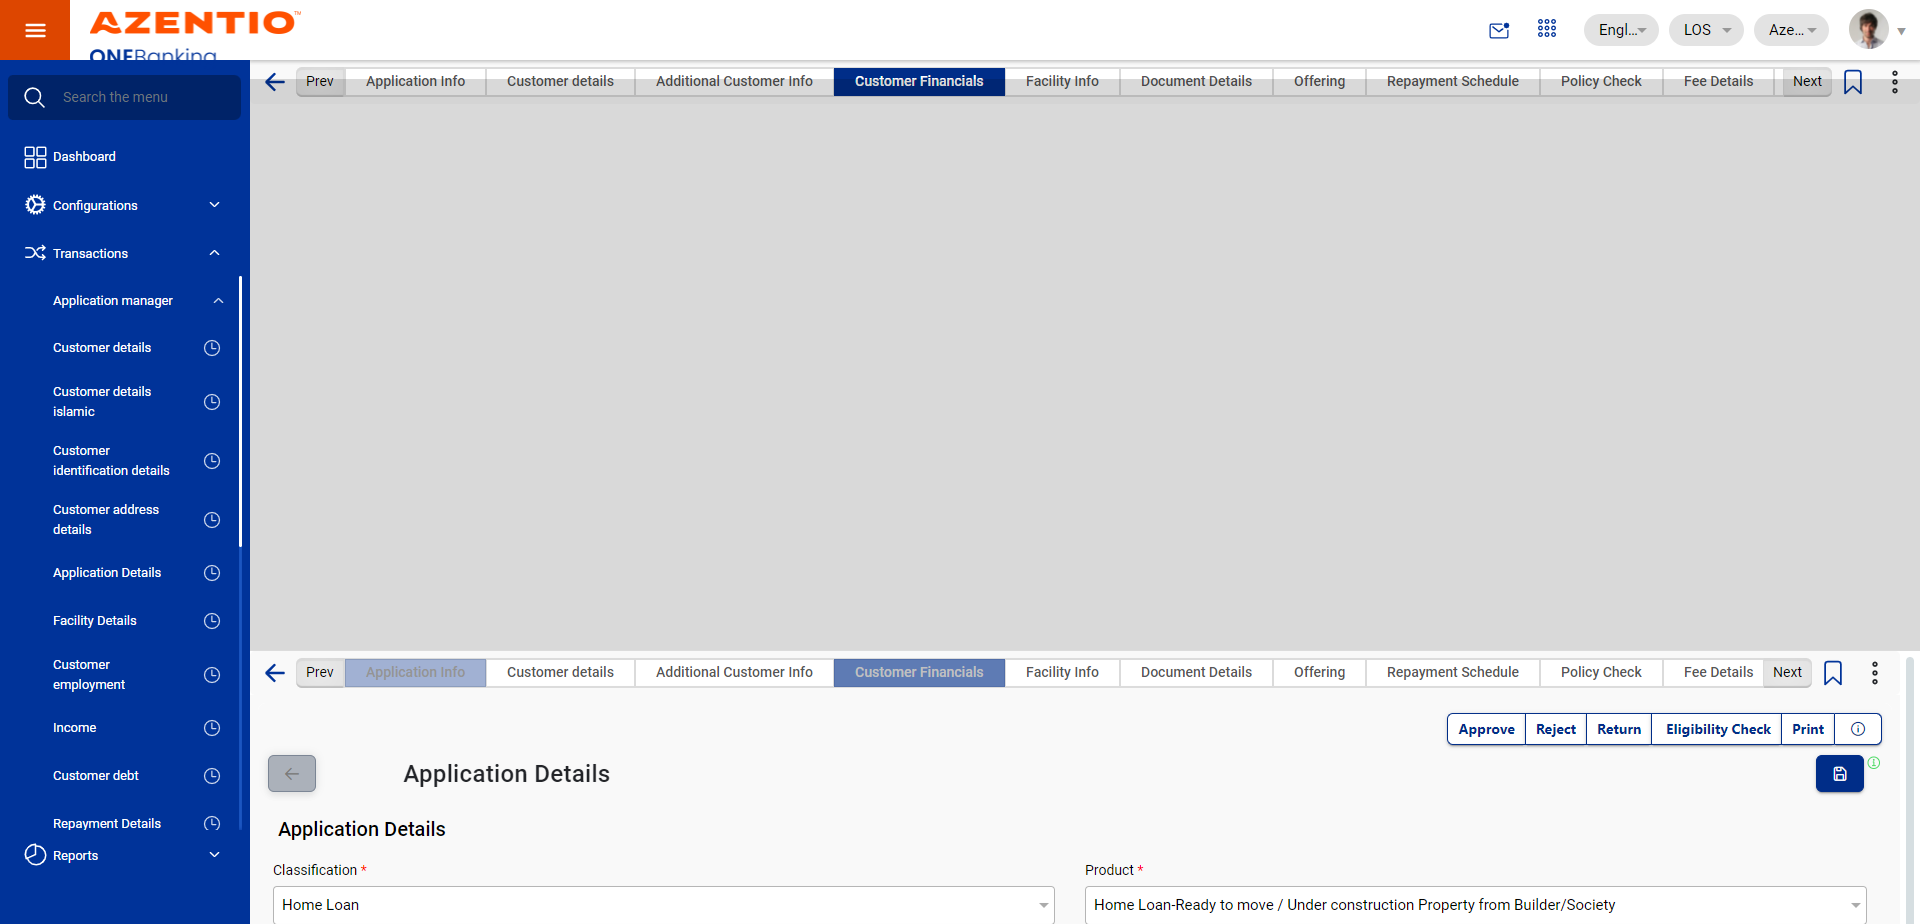 AZENTIO™
ONEBanking
Engl...
LOS
Aze...
Search the menu
Dashboard
Configurations
Transactions
Application manager
Customer details
Customer details
islamic
Customer
identification details
Customer address
details
Application Details
Facility Details
Customer
employment
Income
Customer debt
Repayment Details
Reports
Prev
Application Info
Customer details
Additional Customer Info
Customer Financials
Facility Info
Document Details
Offering
Repayment Schedule
Policy Check
Fee Details
Next
Prev
Application Info
Customer details
Additional Customer Info
Customer Financials
Facility Info
Document Details
Offering
Repayment Schedule
Policy Check
Fee Details
Next
Approve
Reject
Return
Eligibility Check
Print
Application Details
Application Details
Classification *
Home Loan
Product *
Home Loan-Ready to move / Under construction Property from Builder/Society